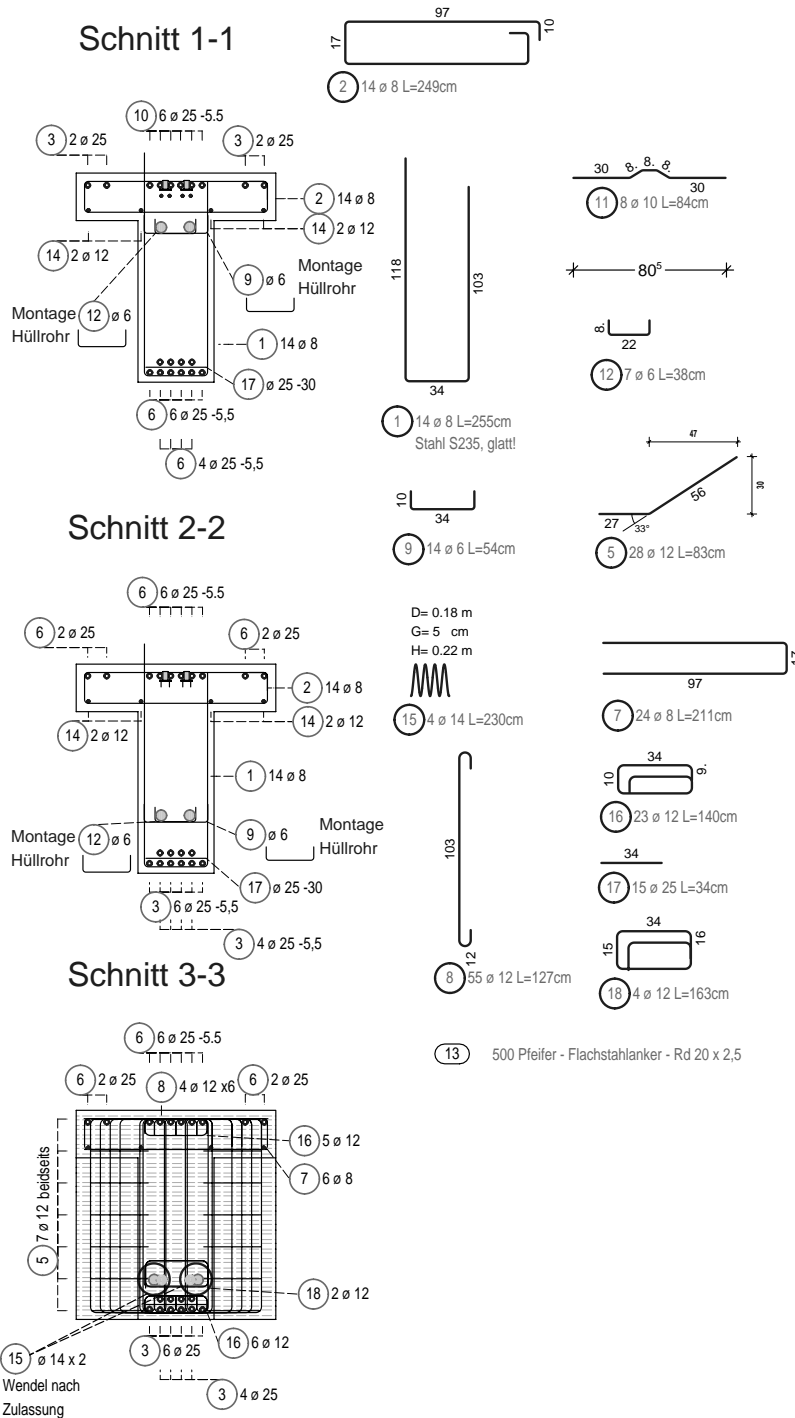 Schnitt 1-1
10 6 ø 25 -5.5
3 2 ø 25
3 2 ø 25
2 14 ø 8
14 2 ø 12
14 2 ø 12
9 ø 6
Montage
Hüllrohr
Montage
Hüllrohr
12 ø 6
1 14 ø 8
17 ø 25 -30
6 6 ø 25 -5,5
6 4 ø 25 -5,5
Schnitt 2-2
6 6 ø 25 -5.5
6 2 ø 25
6 2 ø 25
2 14 ø 8
14 2 ø 12
14 2 ø 12
1 14 ø 8
Montage
Hüllrohr
12 ø 6
9 ø 6
Montage
Hüllrohr
17 ø 25 -30
3 6 ø 25 -5,5
3 4 ø 25 -5,5
Schnitt 3-3
6 6 ø 25 -5.5
6 2 ø 25
8 4 ø 12 x6
6 2 ø 25
16 5 ø 12
7 6 ø 8
5 7 ø 12 beidseits
18 2 ø 12
16 6 ø 12
15 ø 14 x 2
Wendel nach
Zulassung
3 6 ø 25
3 4 ø 25
97
17
10
2 14 ø 8 L=249cm
118
103
34
1 14 ø 8 L=255cm
Stahl S235, glatt!
10
34
9 14 ø 6 L=54cm
D= 0.18 m
G= 5 cm
H= 0.22 m
15 4 ø 14 L=230cm
103
12
8 55 ø 12 L=127cm
30
8.
8.
8.
30
11 8 ø 10 L=84cm
80⁵
8.
22
12 7 ø 6 L=38cm
47
30
56
27
33°
5 28 ø 12 L=83cm
97
17
7 24 ø 8 L=211cm
34
10
9.
16 23 ø 12 L=140cm
34
17 15 ø 25 L=34cm
34
15
16
18 4 ø 12 L=163cm
13 500 Pfeifer - Flachstahlanker - Rd 20 x 2,5